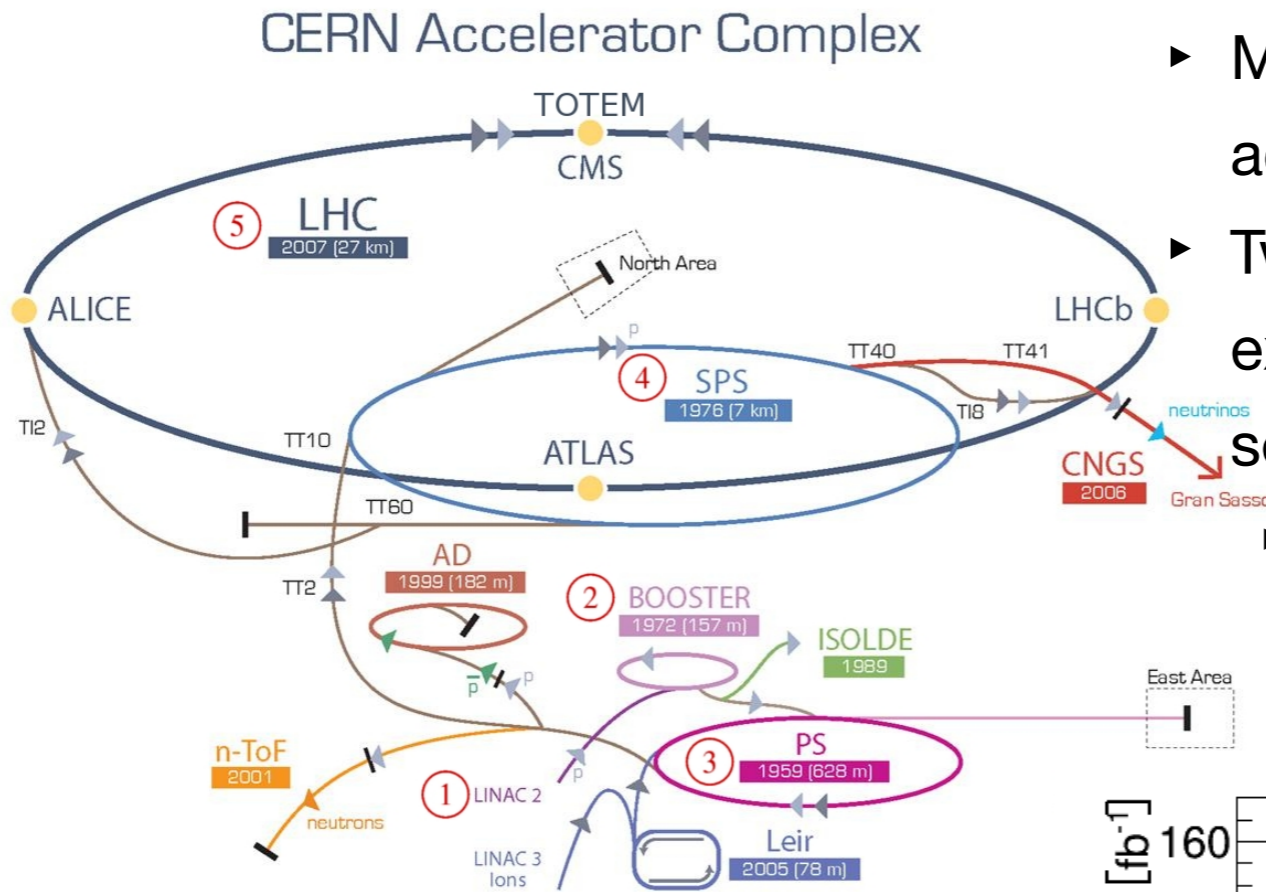 CERN Accelerator Complex
TOTEM
CMS
5
LHC
2007 (27 km)
North Area
ALICE
LHCb
p
TT40
TT41
4
SPS
1976 (7 km)
TI8
neutrinos
TI2
TT10
ATLAS
CNGS
2006
Gran Sasso
TT60
AD
1999 (182 m)
TT2
2
BOOSTER
1972 (157 m)
ISOLDE
1989
p̅
p
East Area
n-ToF
2001
neutrons
3
PS
1959 (628 m)
p
1
LINAC 2
LINAC 3
Ions
Leir
2005 (78 m)
▸ M
▸ Tw
ex
[fb⁻¹]
160